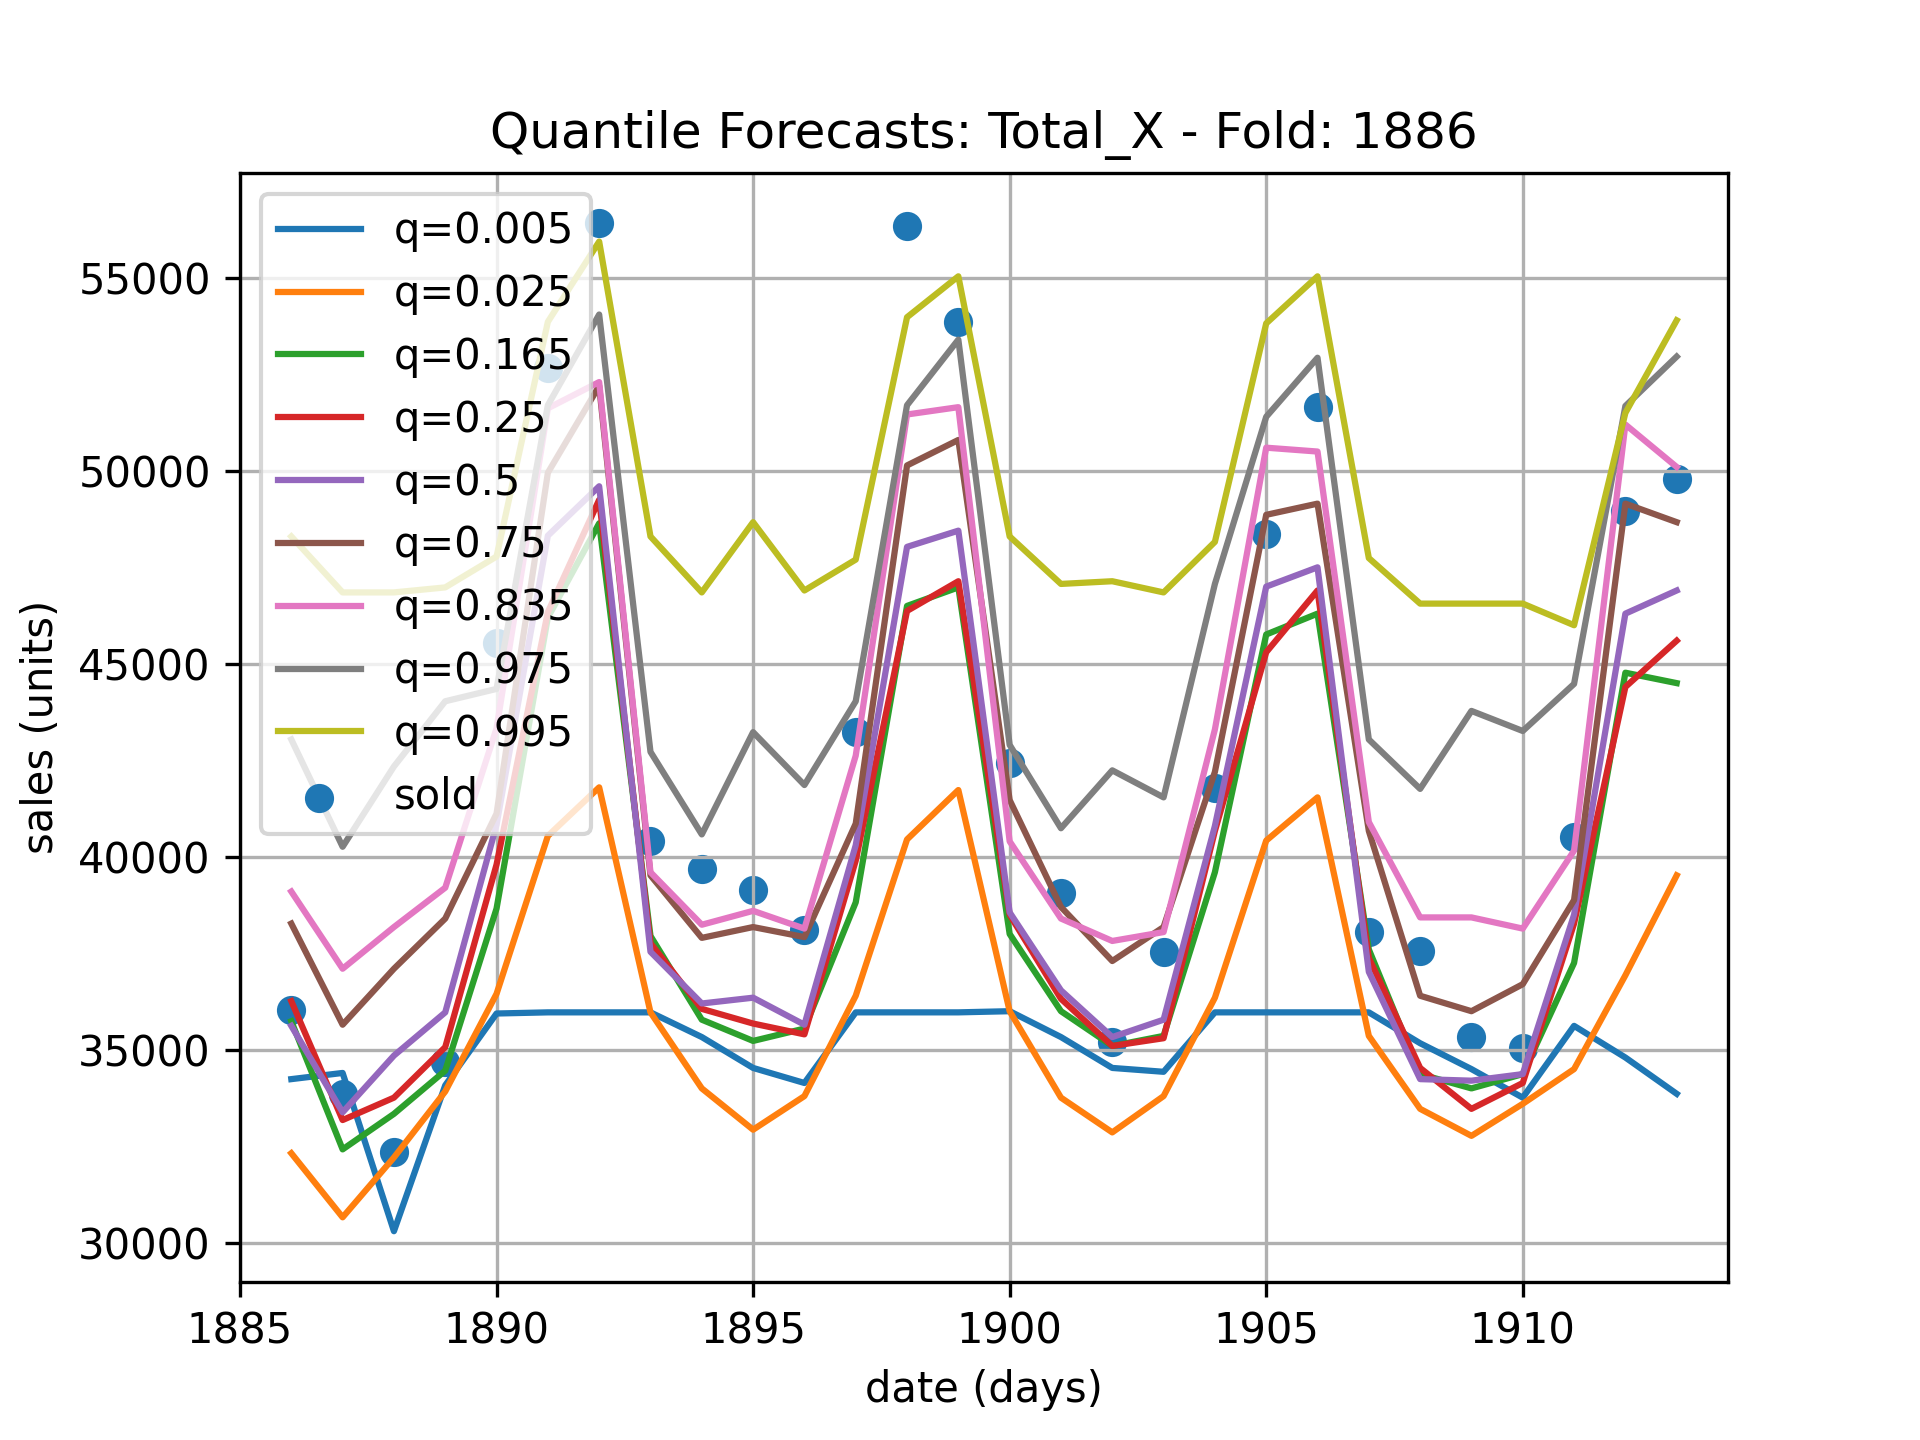 Quantile Forecasts: Total_X - Fold: 1886
q=0.005
q=0.025
q=0.165
q=0.25
q=0.5
q=0.75
q=0.835
q=0.975
q=0.995
sold
55000
50000
45000
40000
35000
30000
sales (units)
1885 1890 1895 1900 1905 1910
date (days)